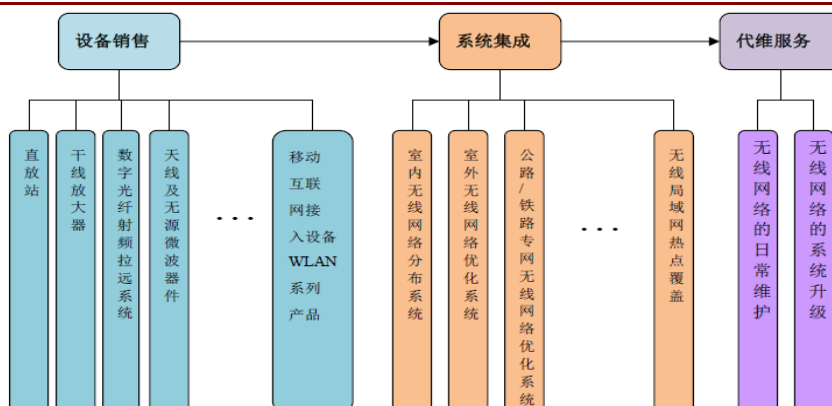 设备销售
系统集成
代维服务
直放站
干线放大器
数字光纤射频拉远系统
天线及无源微波器件
...
移动
互联
网接
入设备
WLAN
系列
产品
室内无线网络分布系统
室外无线网络优化系统
公路/铁路专网无线网络优化系统
...
无线局域网热点覆盖
无线网络的日常维护
无线网络的系统升级